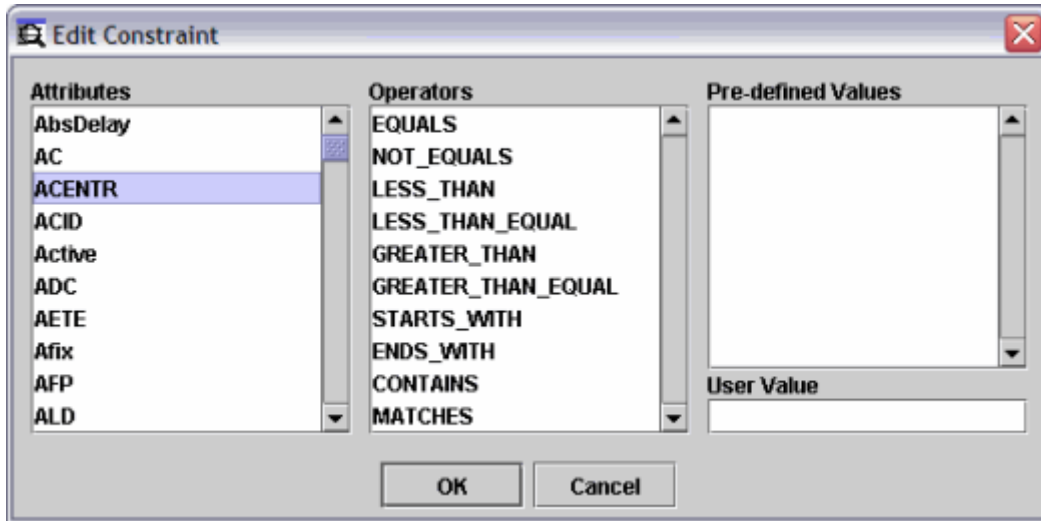 Edit Constraint
Attributes
AbsDelay
AC
ACENTR
ACID
Active
ADC
AETE
Afix
AFP
ALD
Operators
EQUALS
NOT_EQUALS
LESS_THAN
LESS_THAN_EQUAL
GREATER_THAN
GREATER_THAN_EQUAL
STARTS_WITH
ENDS_WITH
CONTAINS
MATCHES
Pre-defined Values
User Value
OK
Cancel